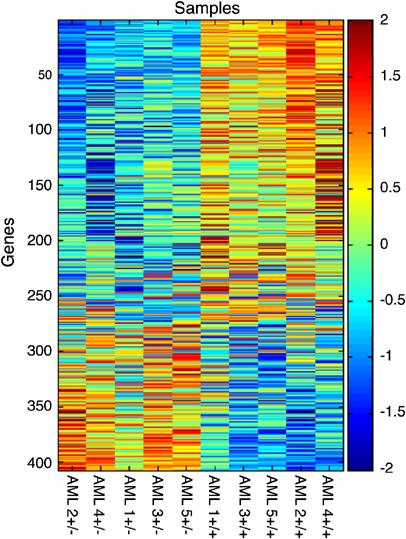 Samples
Genes
50
100
150
200
250
300
350
400
2
1.5
1
0.5
0
-0.5
-1
-1.5
-2
AML 2+/-
AML 4+/-
AML 1+/-
AML 3+/-
AML 5+/-
AML 1+/+
AML 3+/+
AML 5+/+
AML 2+/+
AML 4+/+